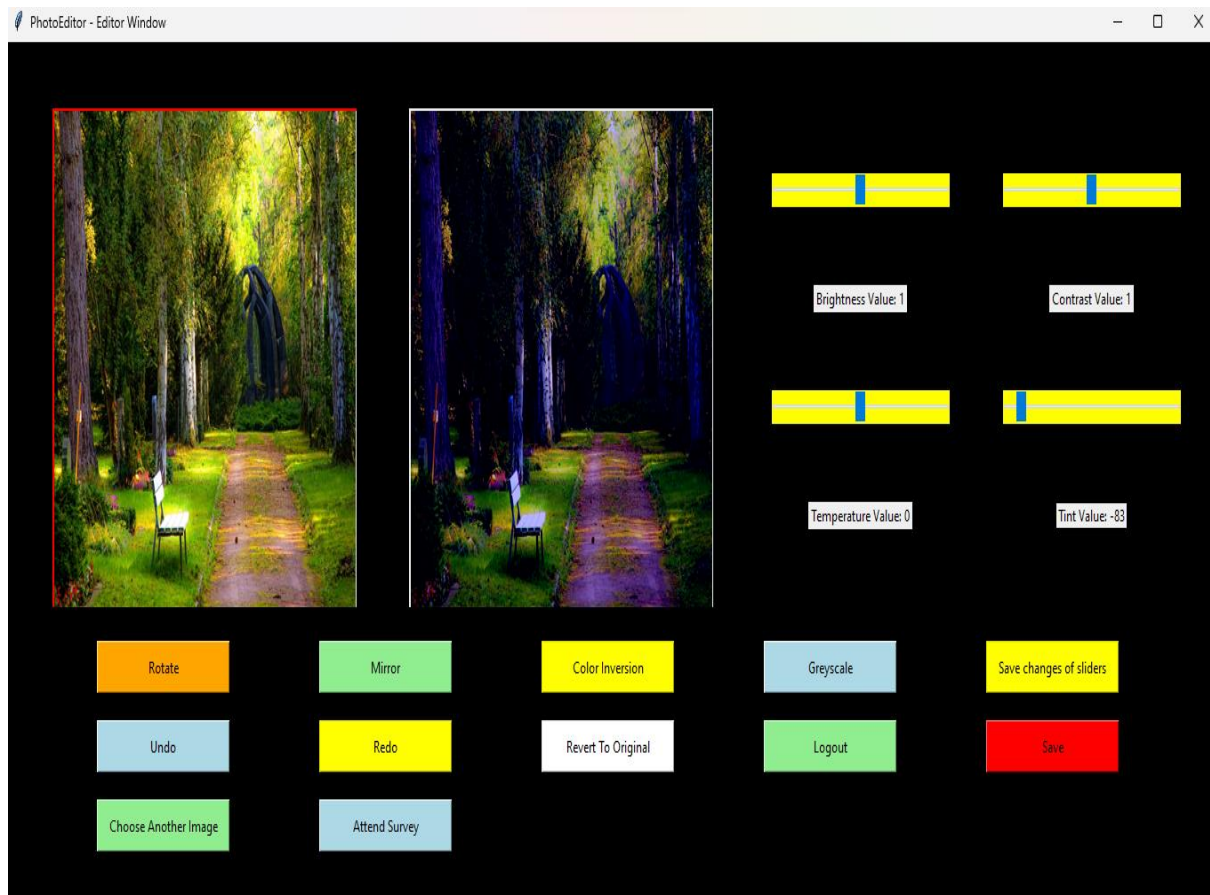 PhotoEditor - Editor Window
Brightness Value: 1
Contrast Value: 1
Temperature Value: 0
Tint Value: -83
Rotate
Mirror
Color Inversion
Greyscale
Save changes of sliders
Undo
Redo
Revert To Original
Logout
Save
Choose Another Image
Attend Survey